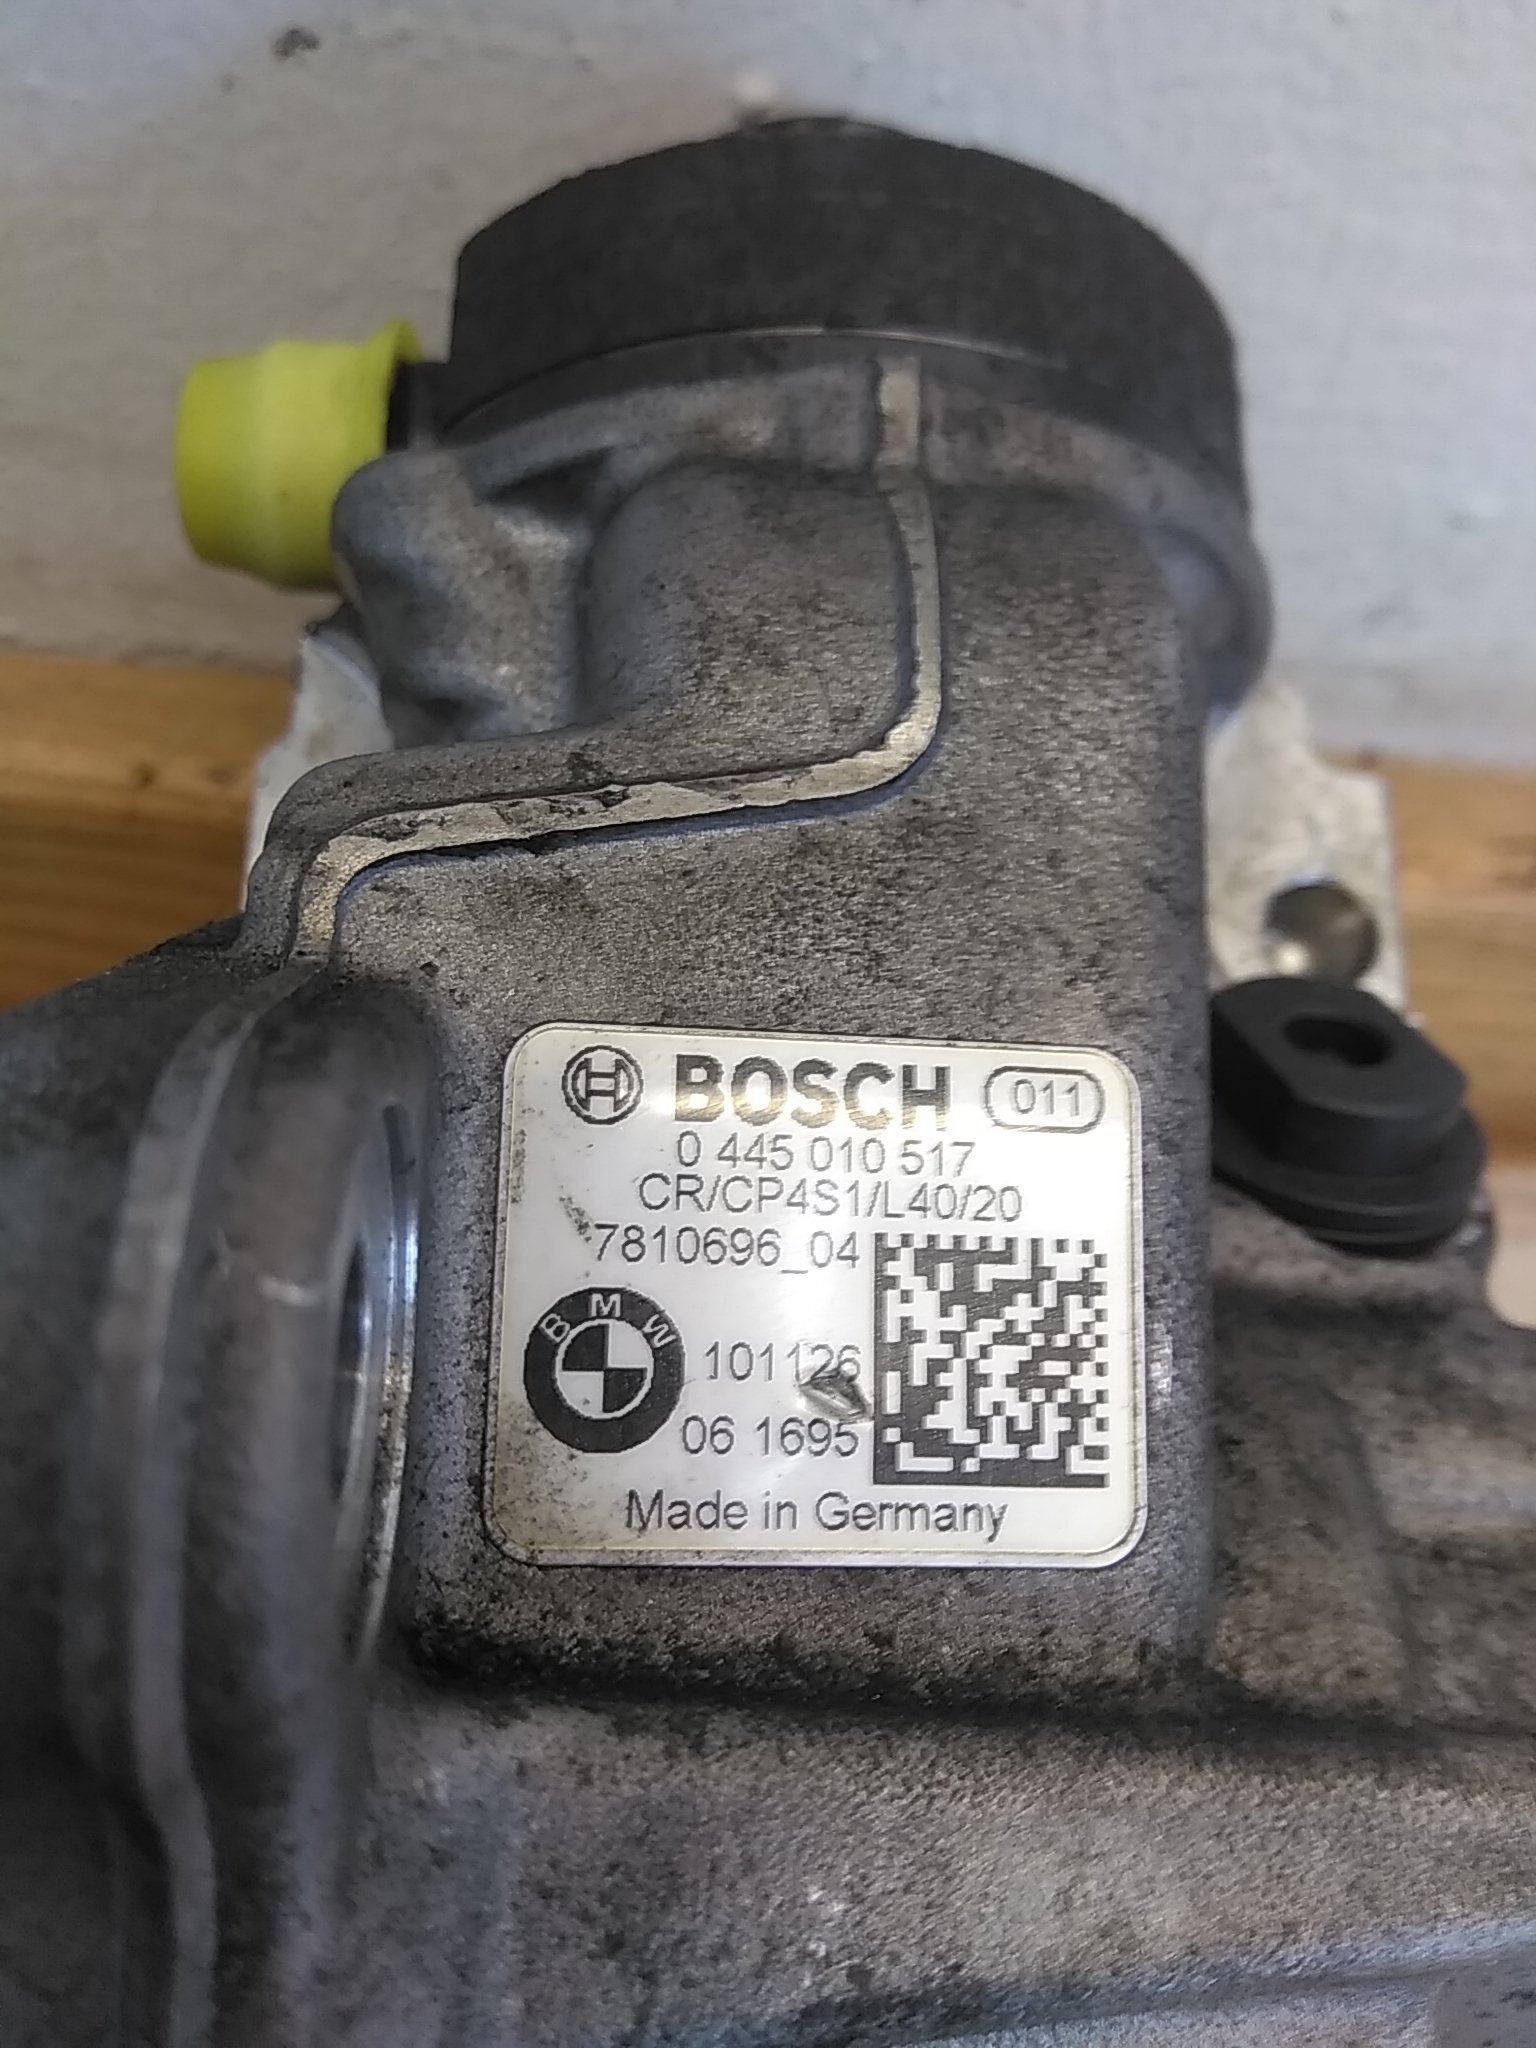 BOSCH 011
0 445 010 517
CR/CP4S1/L40/20
7810696_04
BMW
101126
06 1695
Made in Germany